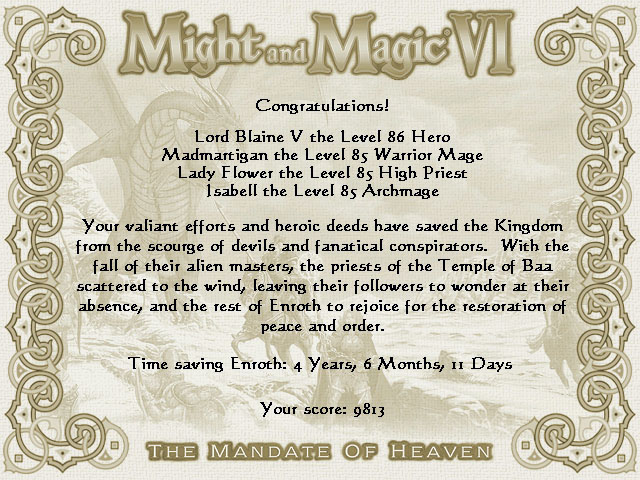 Might and Magic VI
Congratulations!
Lord Blaine V the Level 86 Hero
Madmartigan the Level 85 Warrior Mage
Lady Flower the Level 85 High Priest
Isabell the Level 85 Archmage
Your valiant efforts and heroic deeds have saved the Kingdom
from the scourge of devils and fanatical conspirators. With the
fall of their alien masters, the priests of the Temple of Baa
scattered to the wind, leaving their followers to wonder at their
absence, and the rest of Enroth to rejoice for the restoration of
peace and order.
Time saving Enroth: 4 Years, 6 Months, 11 Days
Your score: 9813
The Mandate Of Heaven